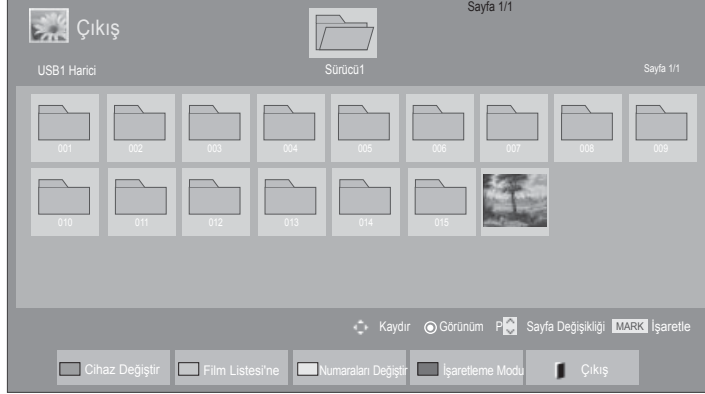 Sayfa 1/1
Çıkış
USB1 Harici
Sürücü1
Sayfa 1/1
001 002 003 004 005 006 007 008 009
010 011 012 013 014 015
Kaydır Görünüm P Sayfa Değişikliği MARK İşaretle
Cihaz Değiştir Film Listesi'ne Numaraları Değiştir İşaretleme Modu Çıkış